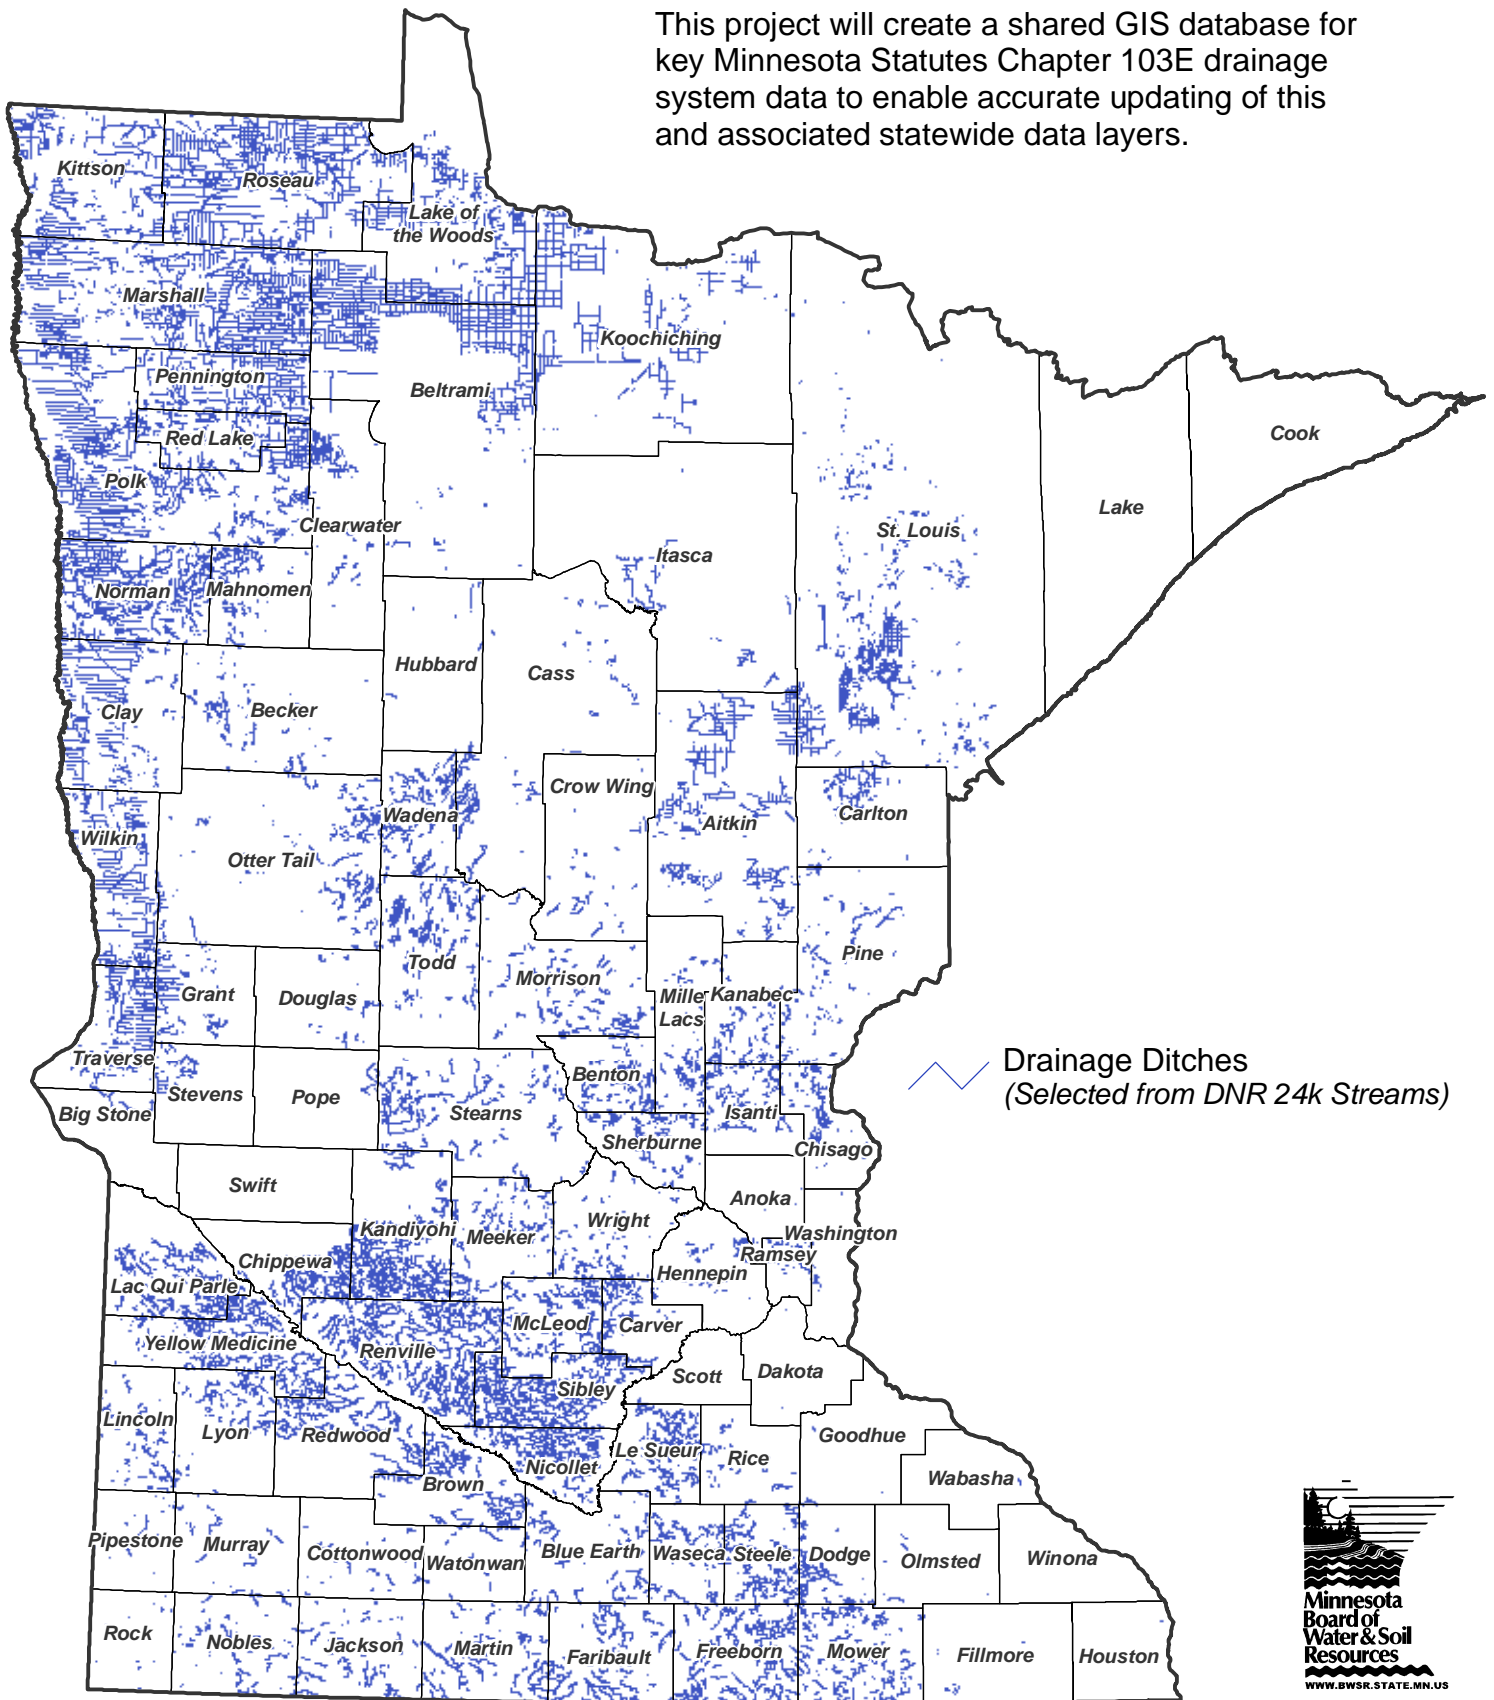 This project will create a shared GIS database for
key Minnesota Statutes Chapter 103E drainage
system data to enable accurate updating of this
and associated statewide data layers.
Kittson
Roseau
Lake of
the Woods
Marshall
Koochiching
Pennington
Beltrami
Red Lake
Cook
Polk
Lake
Clearwater
St. Louis
Itasca
Norman
Mahnomen
Hubbard
Cass
Clay
Becker
Crow Wing
Wadena
Aitkin
Carlton
Wilkin
Otter Tail
Pine
Todd
Morrison
Grant
Douglas
Mille
Lacs
Kanabec
Traverse
Drainage Ditches
(Selected from DNR 24k Streams)
Benton
Stevens
Pope
Stearns
Big Stone
Isanti
Sherburne
Chisago
Swift
Anoka
Kandiyohi
Meeker
Wright
Washington
Ramsey
Chippewa
Hennepin
Lac Qui Parle
McLeod
Carver
Yellow Medicine
Renville
Scott
Dakota
Sibley
Lincoln
Lyon
Redwood
Goodhue
Le Sueur
Rice
Nicollet
Wabasha
Brown
Pipestone
Murray
Cottonwood
Watonwan
Blue Earth
Waseca
Steele
Dodge
Olmsted
Winona
Rock
Nobles
Jackson
Martin
Faribault
Freeborn
Mower
Fillmore
Houston
Minnesota
Board of
Water & Soil
Resources
WWW.BWSR.STATE.MN.US